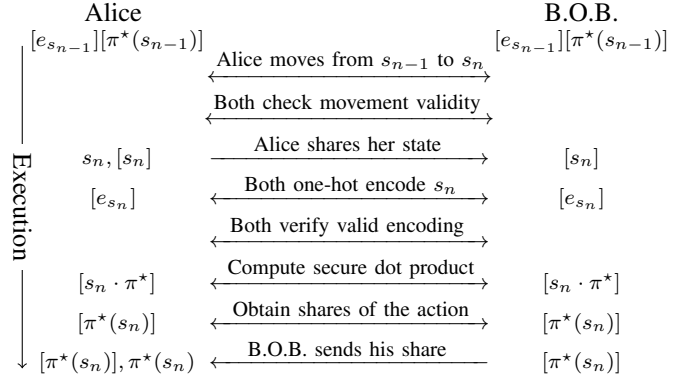 Alice B.O.B.
[e_{s_{n-1}}][π*(s_{n-1})] [e_{s_{n-1}}][π*(s_{n-1})]
Alice moves from s_{n-1} to s_n
Both check movement validity
Alice shares her state
s_n, [s_n] [s_n]
Both one-hot encode s_n
[e_{s_n}] [e_{s_n}]
Both verify valid encoding
Compute secure dot product
[s_n · π*] [s_n · π*]
Obtain shares of the action
[π*(s_n)] [π*(s_n)]
B.O.B. sends his share
[π*(s_n)], π*(s_n) [π*(s_n)]
Execution